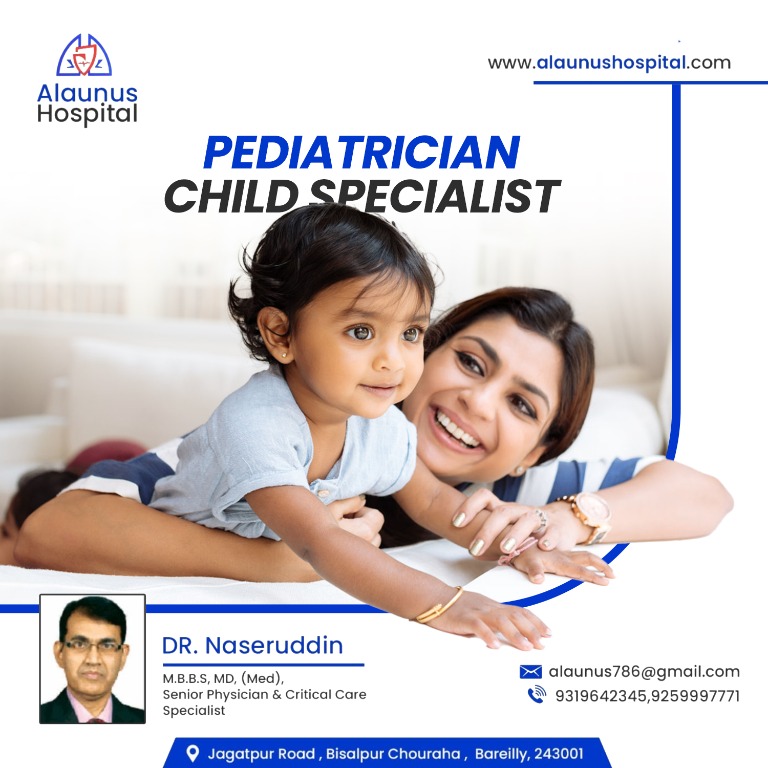 Alaunus
Hospital
www.alaunushospital.com
PEDIATRICIAN
CHILD SPECIALIST
DR. Naseruddin
M.B.B.S, MD, (Med),
Senior Physician & Critical Care
Specialist
alaunus786@gmail.com
9319642345,9259997771
Jagatpur Road , Bisalpur Chouraha , Bareilly, 243001